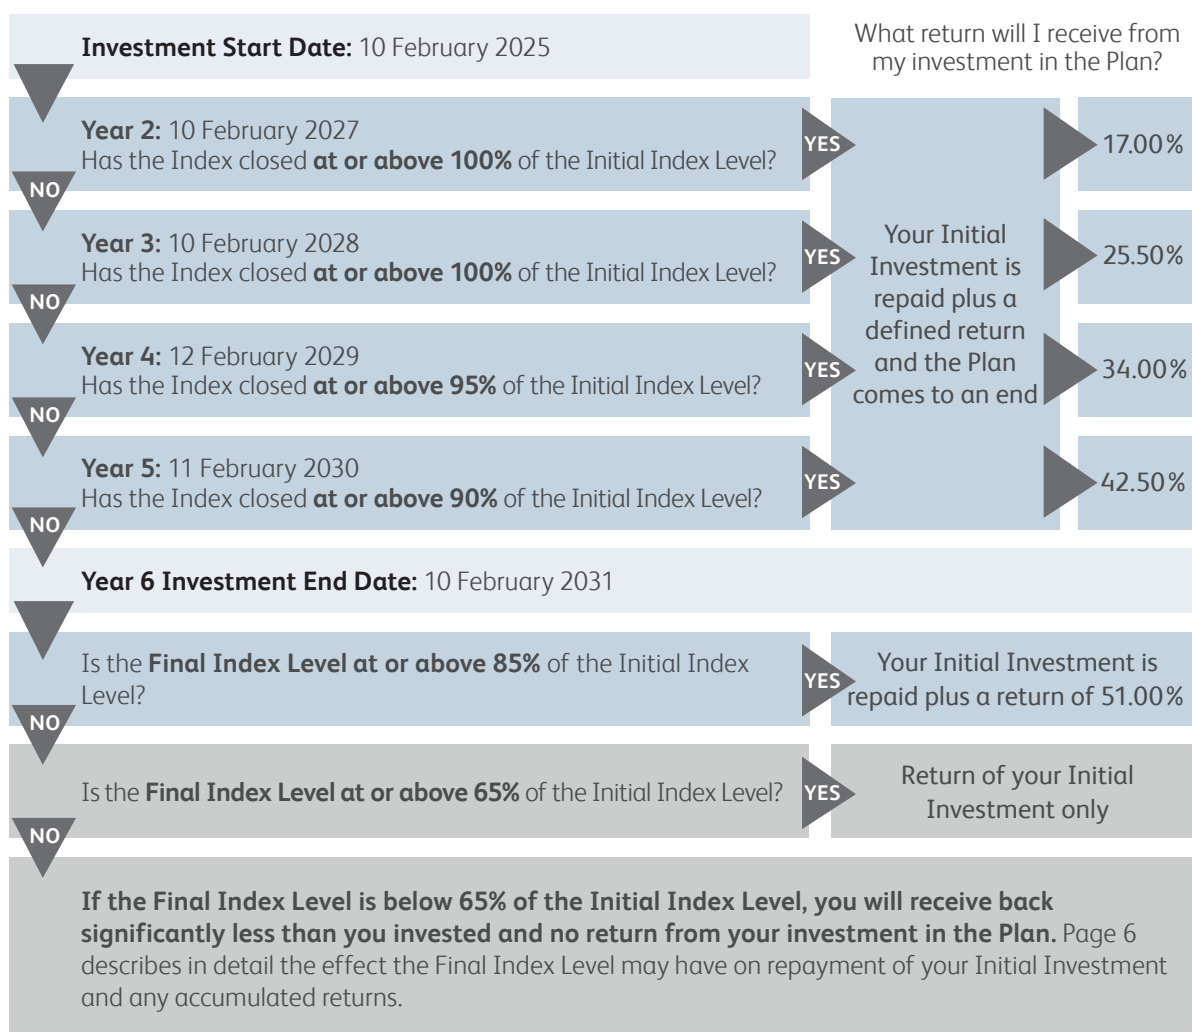 Investment Start Date: 10 February 2025
What return will I receive from
my investment in the Plan?
Year 2: 10 February 2027
Has the Index closed at or above 100% of the Initial Index Level?
YES
17.00%
NO
Year 3: 10 February 2028
Has the Index closed at or above 100% of the Initial Index Level?
YES
25.50%
NO
Year 4: 12 February 2029
Has the Index closed at or above 95% of the Initial Index Level?
YES
34.00%
NO
Year 5: 11 February 2030
Has the Index closed at or above 90% of the Initial Index Level?
YES
42.50%
NO
Your Initial
Investment is
repaid plus a
defined return
and the Plan
comes to an end
Year 6 Investment End Date: 10 February 2031
Is the Final Index Level at or above 85% of the Initial Index
Level?
YES
Your Initial Investment is
repaid plus a return of 51.00%
NO
Is the Final Index Level at or above 65% of the Initial Index Level?
YES
Return of your Initial
Investment only
NO
If the Final Index Level is below 65% of the Initial Index Level, you will receive back
significantly less than you invested and no return from your investment in the Plan. Page 6
describes in detail the effect the Final Index Level may have on repayment of your Initial Investment
and any accumulated returns.